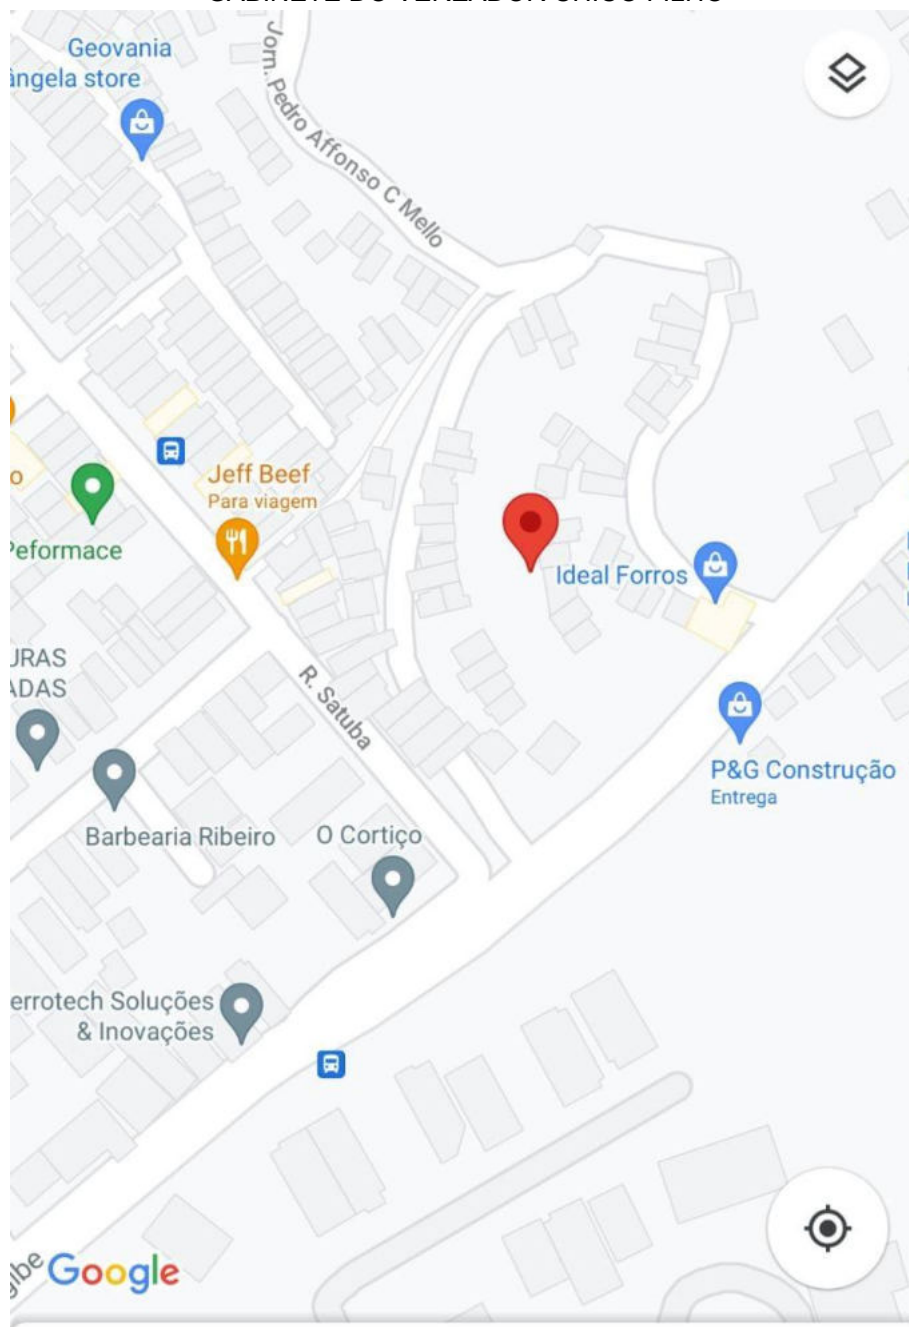 Geovania
ângela store
Jorn. Pedro Affonso C Mello
Jeff Beef
Para viagem
o
Peformace
Ideal Forros
URAS
ADAS
R. Satuba
P&G Construção
Entrega
Barbearia Ribeiro
O Cortiço
errotech Soluções
& Inovações
Google